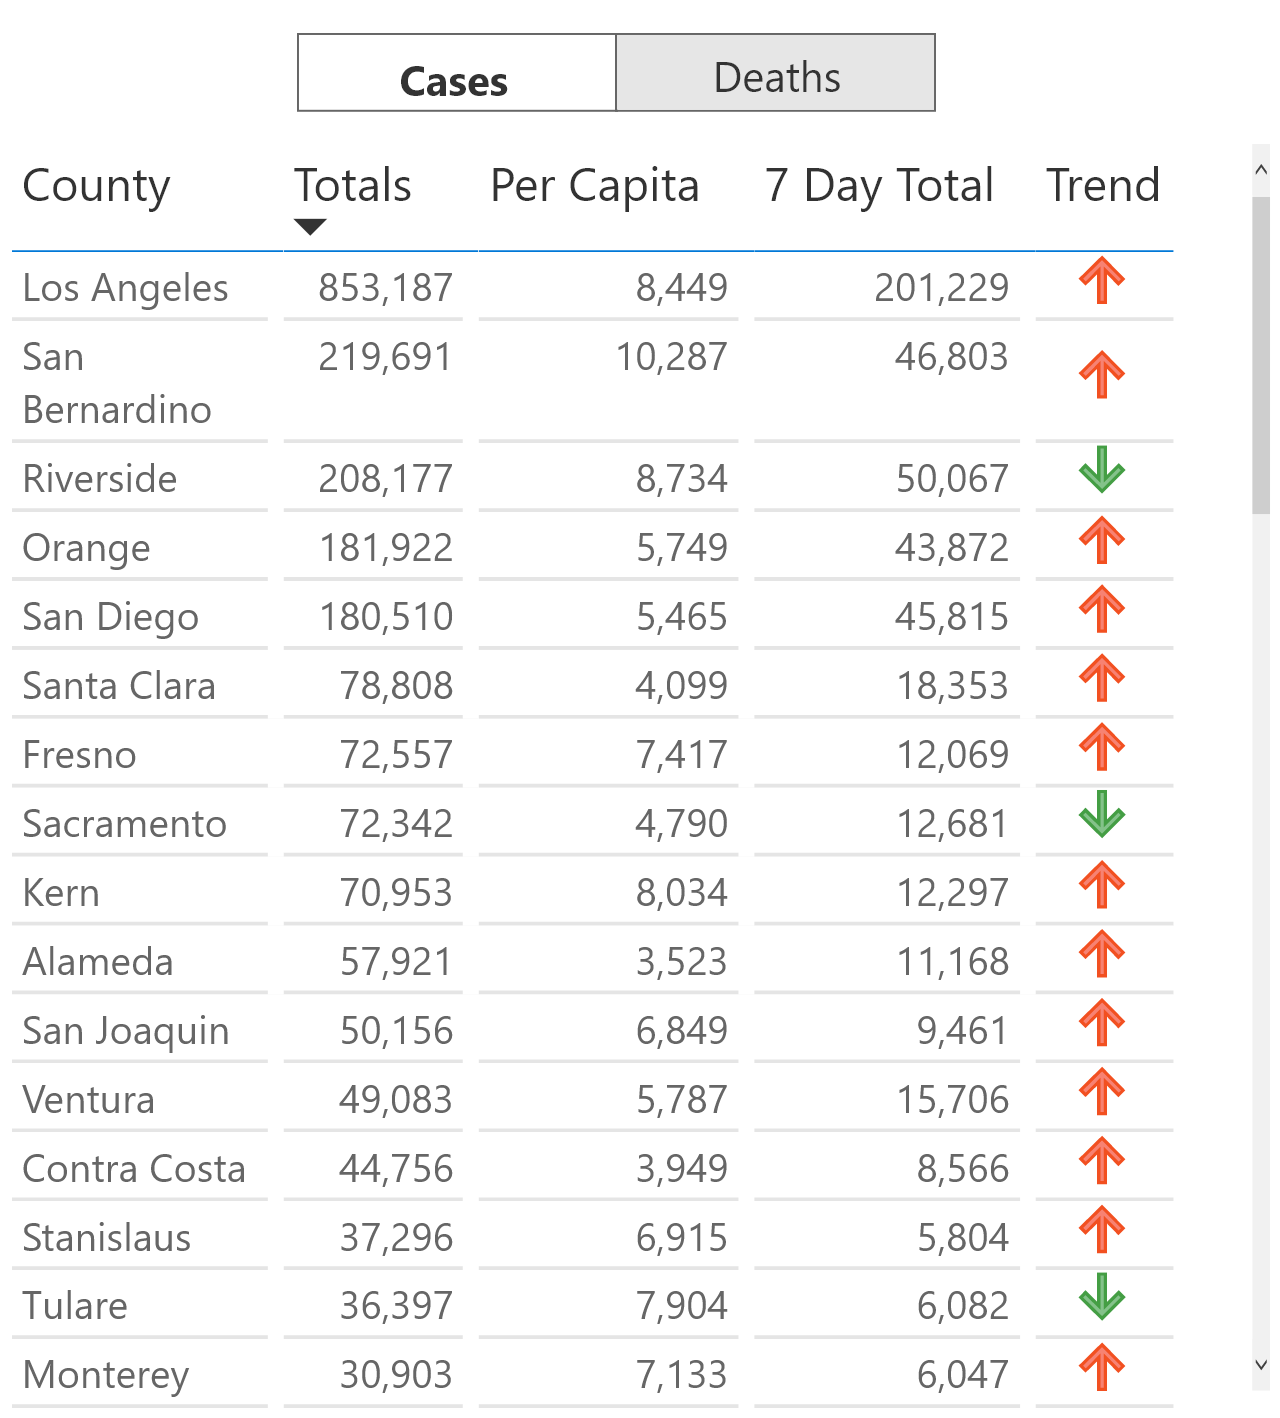 Cases Deaths
County Totals Per Capita 7 Day Total Trend
Los Angeles 853,187 8,449 201,229
San Bernardino 219,691 10,287 46,803
Riverside 208,177 8,734 50,067
Orange 181,922 5,749 43,872
San Diego 180,510 5,465 45,815
Santa Clara 78,808 4,099 18,353
Fresno 72,557 7,417 12,069
Sacramento 72,342 4,790 12,681
Kern 70,953 8,034 12,297
Alameda 57,921 3,523 11,168
San Joaquin 50,156 6,849 9,461
Ventura 49,083 5,787 15,706
Contra Costa 44,756 3,949 8,566
Stanislaus 37,296 6,915 5,804
Tulare 36,397 7,904 6,082
Monterey 30,903 7,133 6,047